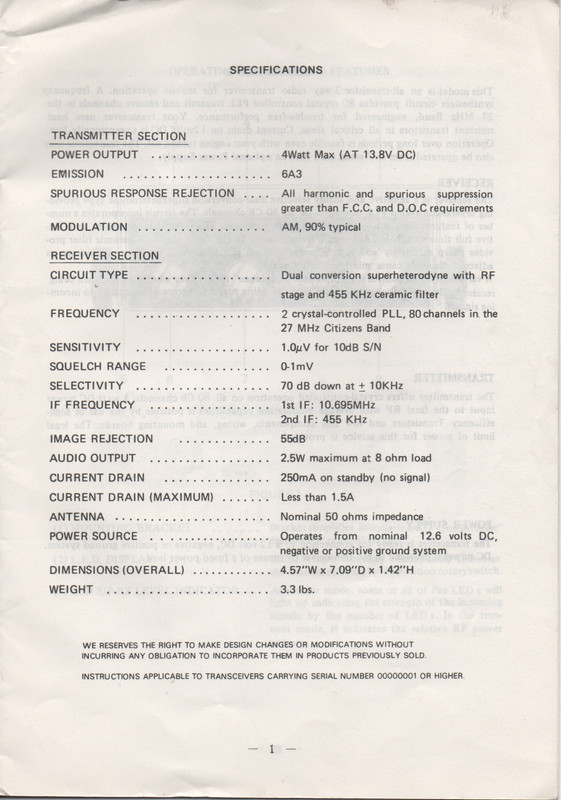 SPECIFICATIONS
TRANSMITTER SECTION
POWER OUTPUT . . . . . . . . . . . . . . . . . 4Watt Max (AT 13.8V DC)
EMISSION . . . . . . . . . . . . . . . . . . . . . 6A3
SPURIOUS RESPONSE REJECTION . . . . All harmonic and spurious suppression
greater than F.C.C. and D.O.C requirements
MODULATION . . . . . . . . . . . . . . . . . . AM, 90% typical
RECEIVER SECTION
CIRCUIT TYPE . . . . . . . . . . . . . . . . . . . Dual conversion superheterodyne with RF
stage and 455 KHz ceramic filter
FREQUENCY . . . . . . . . . . . . . . . . . . . 2 crystal-controlled PLL, 80 channels in the
27 MHz Citizens Band
SENSITIVITY . . . . . . . . . . . . . . . . . . . 1.0μV for 10dB S/N
SQUELCH RANGE . . . . . . . . . . . . . . . 0-1mV
SELECTIVITY . . . . . . . . . . . . . . . . . . . 70 dB down at ± 10KHz
IF FREQUENCY . . . . . . . . . . . . . . . . . . . 1st IF: 10.695MHz
2nd IF: 455 KHz
IMAGE REJECTION . . . . . . . . . . . . . 55dB
AUDIO OUTPUT . . . . . . . . . . . . . . . . . 2.5W maximum at 8 ohm load
CURRENT DRAIN . . . . . . . . . . . . . . . . . 250mA on standby (no signal)
CURRENT DRAIN (MAXIMUM) . . . . . . . Less than 1.5A
ANTENNA . . . . . . . . . . . . . . . . . . . . . . Nominal 50 ohms impedance
POWER SOURCE . . . . . . . . . . . . . Operates from nominal 12.6 volts DC,
negative or positive ground system
DIMENSIONS (OVERALL) . . . . . . . . . . . 4.57"W x 7.09"D x 1.42"H
WEIGHT . . . . . . . . . . . . . . . . . . . . . . . 3.3 lbs.
WE RESERVES THE RIGHT TO MAKE DESIGN CHANGES OR MODIFICATIONS WITHOUT
INCURRING ANY OBLIGATION TO INCORPORATE THEM IN PRODUCTS PREVIOUSLY SOLD.
INSTRUCTIONS APPLICABLE TO TRANSCEIVERS CARRYING SERIAL NUMBER 00000001 OR HIGHER.
— 1 —